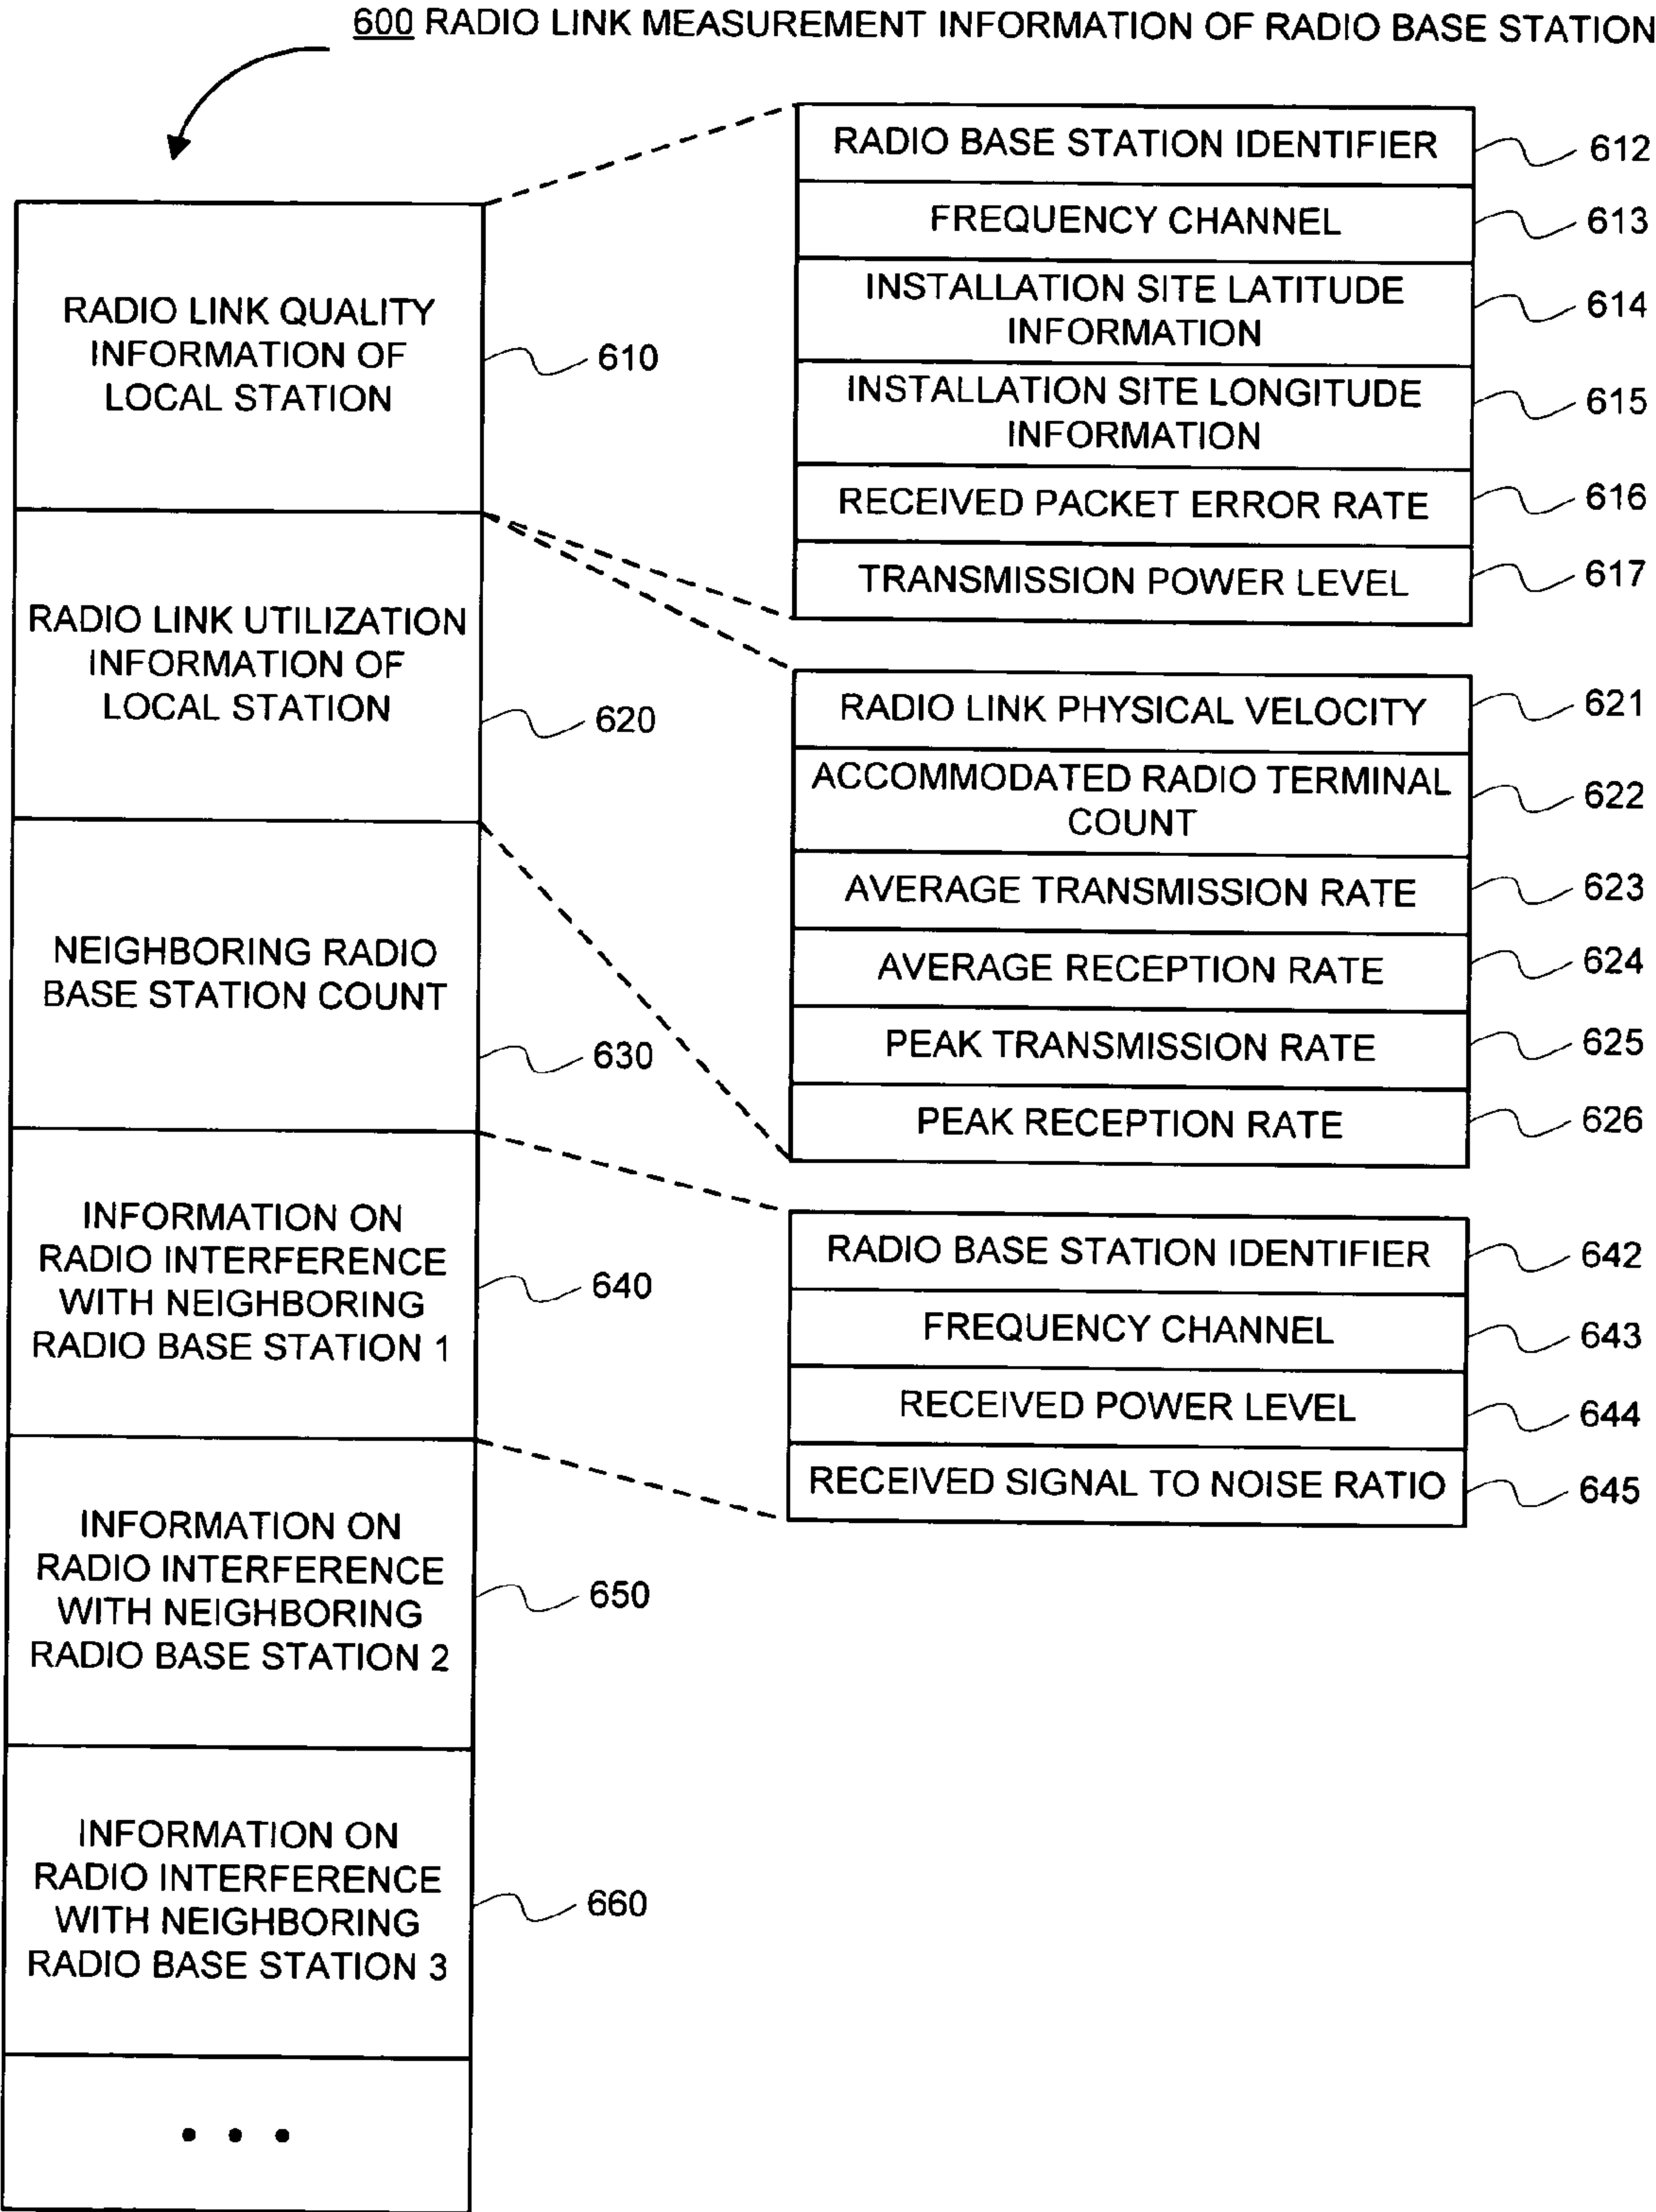 600 RADIO LINK MEASUREMENT INFORMATION OF RADIO BASE STATION
RADIO LINK QUALITY
INFORMATION OF
LOCAL STATION
610
RADIO LINK UTILIZATION
INFORMATION OF
LOCAL STATION
620
NEIGHBORING RADIO
BASE STATION COUNT
630
INFORMATION ON
RADIO INTERFERENCE
WITH NEIGHBORING
RADIO BASE STATION 1
640
INFORMATION ON
RADIO INTERFERENCE
WITH NEIGHBORING
RADIO BASE STATION 2
650
INFORMATION ON
RADIO INTERFERENCE
WITH NEIGHBORING
RADIO BASE STATION 3
660
• • •
RADIO BASE STATION IDENTIFIER
612
FREQUENCY CHANNEL
613
INSTALLATION SITE LATITUDE
INFORMATION
614
INSTALLATION SITE LONGITUDE
INFORMATION
615
RECEIVED PACKET ERROR RATE
616
TRANSMISSION POWER LEVEL
617
RADIO LINK PHYSICAL VELOCITY
621
ACCOMMODATED RADIO TERMINAL
COUNT
622
AVERAGE TRANSMISSION RATE
623
AVERAGE RECEPTION RATE
624
PEAK TRANSMISSION RATE
625
PEAK RECEPTION RATE
626
RADIO BASE STATION IDENTIFIER
642
FREQUENCY CHANNEL
643
RECEIVED POWER LEVEL
644
RECEIVED SIGNAL TO NOISE RATIO
645